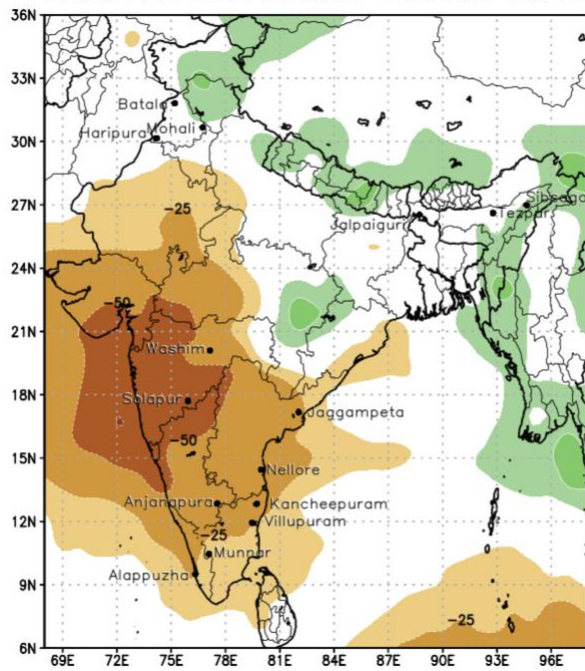 36N
33N
Batala
Mohali
30N
Haripura
27N
-25
Sibsaga
Tezpar
Jalpaiguri
24N
-50
21N
Washim
18N
Solapur
Jaggampeta
-50
15N
Nellore
Anjanapura
Kancheepuram
12N
Villupuram
-25
Munnar
Alappuzha
9N
-25
6N
69E 72E 75E 78E 81E 84E 87E 90E 93E 96E